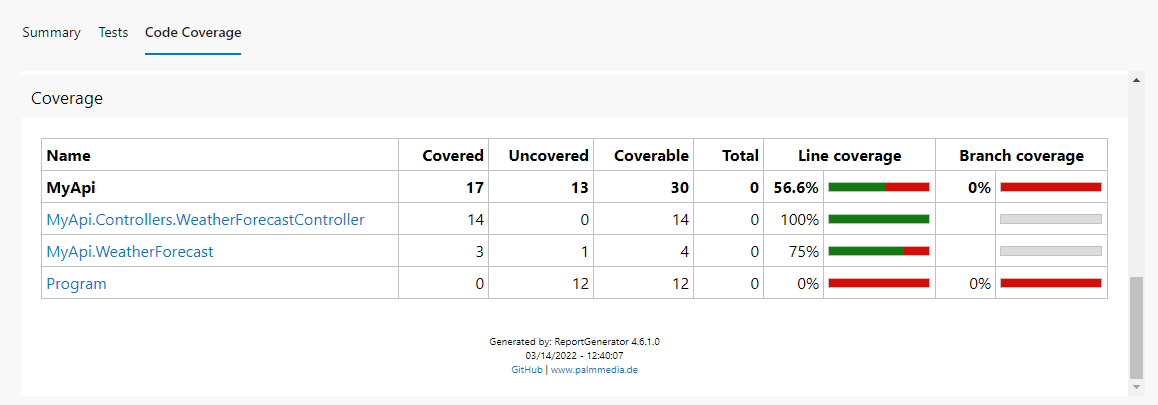 Summary Tests Code Coverage
Coverage
Name Covered Uncovered Coverable Total Line coverage Branch coverage
MyApi 17 13 30 0 56.6% 0%
MyApi.Controllers.WeatherForecastController 14 0 14 0 100%
MyApi.WeatherForecast 3 1 4 0 75%
Program 0 12 12 0 0% 0%
Generated by: ReportGenerator 4.6.1.0
03/14/2022 - 12:40:07
GitHub | www.palmmedia.de